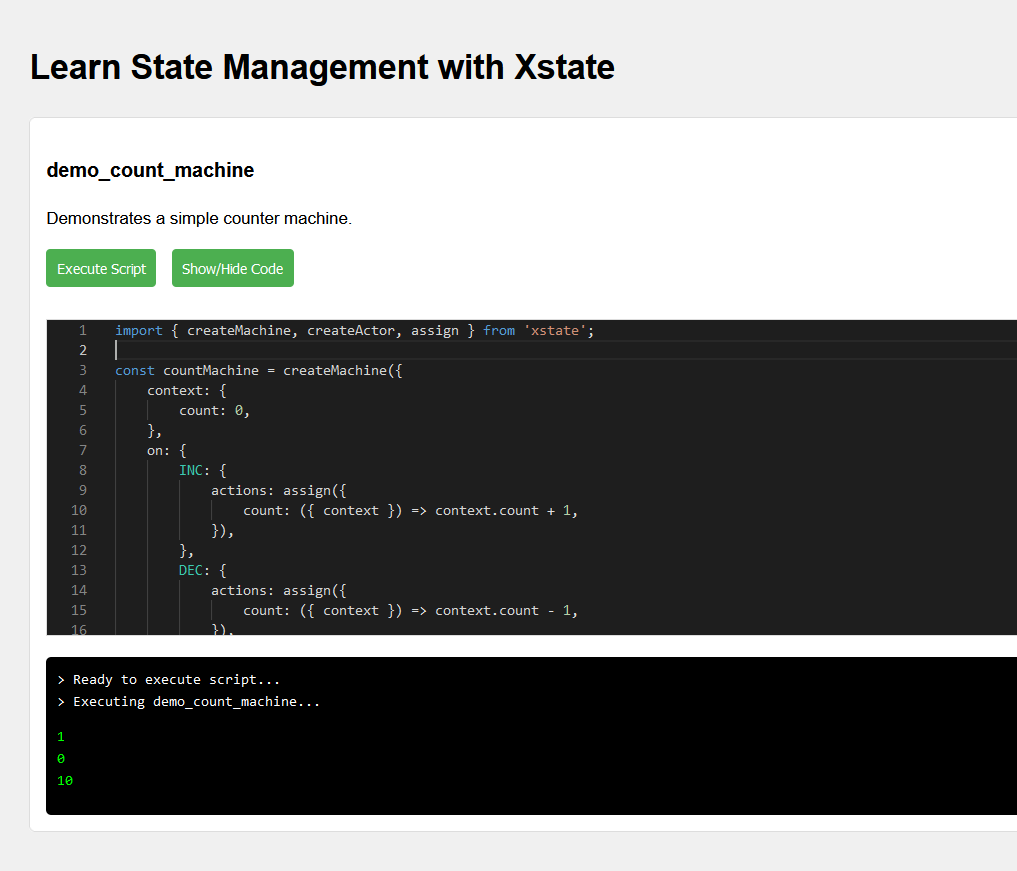 Learn State Management with Xstate
demo_count_machine
Demonstrates a simple counter machine.
Execute Script Show/Hide Code
1 import { createMachine, createActor, assign } from 'xstate';
2
3 const countMachine = createMachine({
4     context: {
5         count: 0,
6     },
7     on: {
8         INC: {
9             actions: assign({
10                 count: ({ context }) => context.count + 1,
11             }),
12         },
13         DEC: {
14             actions: assign({
15                 count: ({ context }) => context.count - 1,
16             }),
> Ready to execute script...
> Executing demo_count_machine...
1
0
10